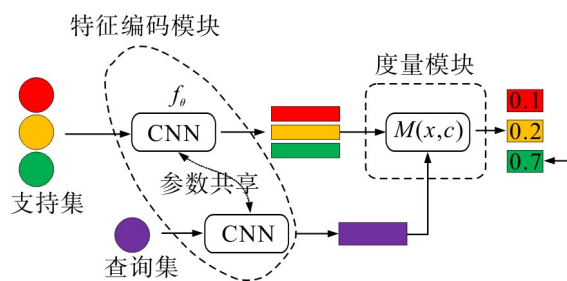 特征编码模块
度量模块
f_θ
CNN
M(x,c)
0.1
0.2
0.7
支持集
参数共享
CNN
查询集